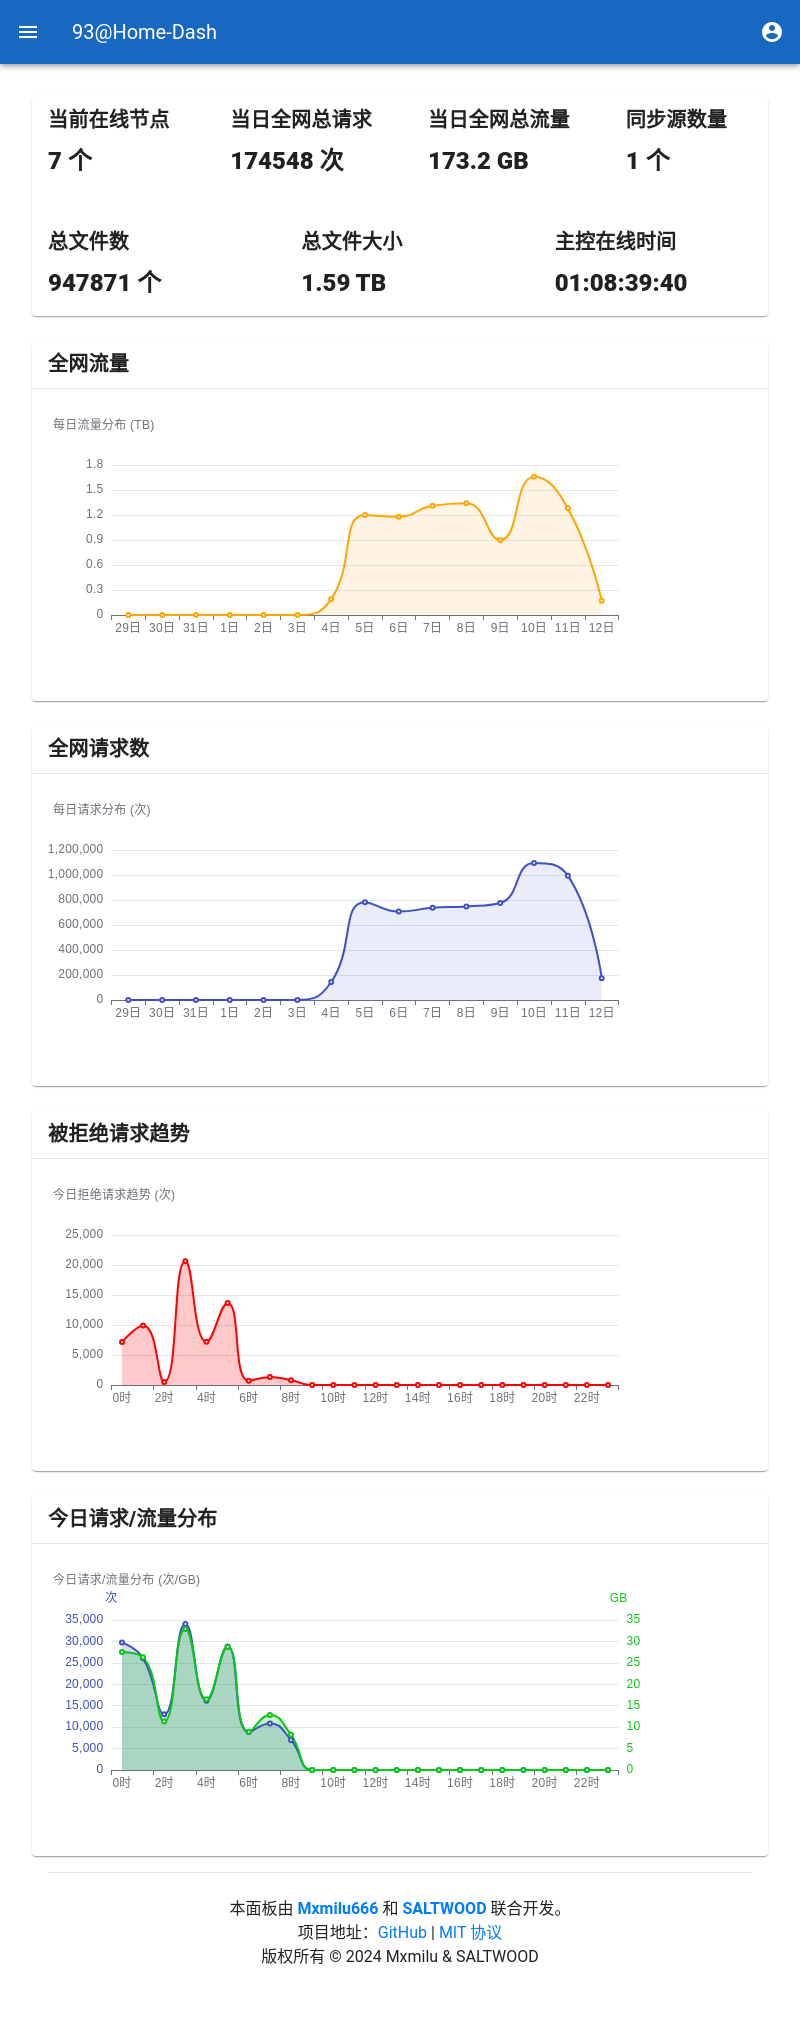 93@Home-Dash
当前在线节点 当日全网总请求 当日全网总流量 同步源数量
7 个 174548 次 173.2 GB 1 个
总文件数 总文件大小 主控在线时间
947871 个 1.59 TB 01:08:39:40
全网流量
每日流量分布 (TB)
1.8
1.5
1.2
0.9
0.6
0.3
0
29日 30日 31日 1日 2日 3日 4日 5日 6日 7日 8日 9日 10日 11日 12日
全网请求数
每日请求分布 (次)
1,200,000
1,000,000
800,000
600,000
400,000
200,000
0
29日 30日 31日 1日 2日 3日 4日 5日 6日 7日 8日 9日 10日 11日 12日
被拒绝请求趋势
今日拒绝请求趋势 (次)
25,000
20,000
15,000
10,000
5,000
0
0时 2时 4时 6时 8时 10时 12时 14时 16时 18时 20时 22时
今日请求/流量分布
今日请求/流量分布 (次/GB)
次 GB
35,000 35
30,000 30
25,000 25
20,000 20
15,000 15
10,000 10
5,000 5
0 0
0时 2时 4时 6时 8时 10时 12时 14时 16时 18时 20时 22时
本面板由 Mxmilu666 和 SALTWOOD 联合开发。
项目地址：GitHub | MIT 协议
版权所有 © 2024 Mxmilu & SALTWOOD